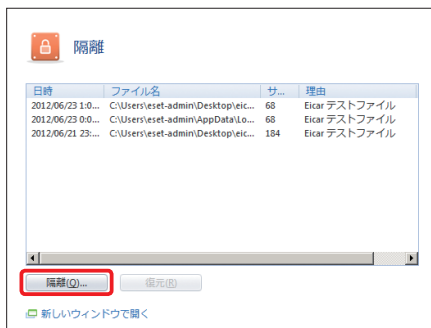 隔離
日時 ファイル名 サ... 理由
2012/06/23 1:0... C:\Users\eset-admin\Desktop\eic... 68 Eicar テストファイル
2012/06/23 0:0... C:\Users\eset-admin\AppData\Lo... 68 Eicar テストファイル
2012/06/21 23:... C:\Users\eset-admin\Desktop\eic... 184 Eicar テストファイル
隔離(Q)... 復元(R)
新しいウィンドウで開く